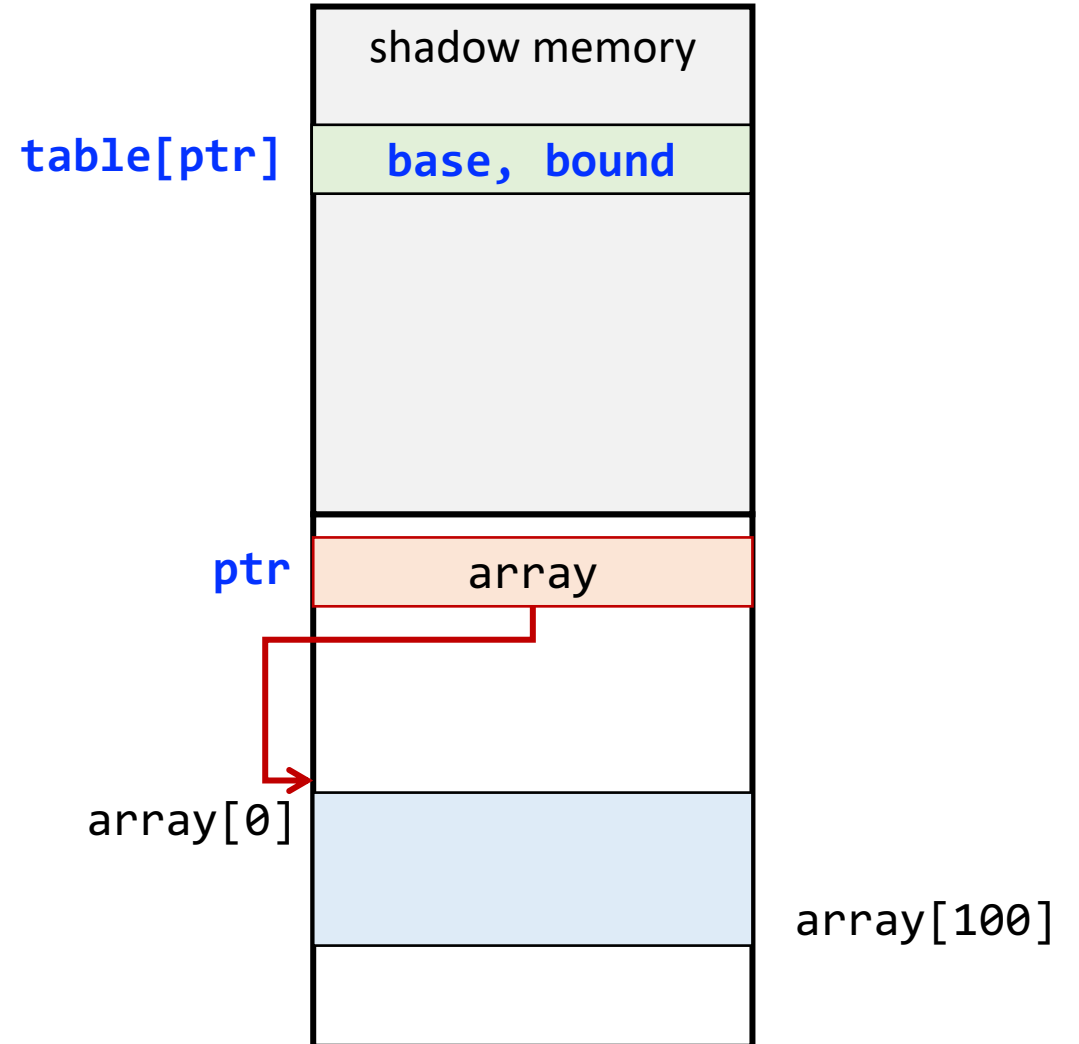 shadow memory
table[ptr]
base, bound
ptr
array
array[0]
array[100]